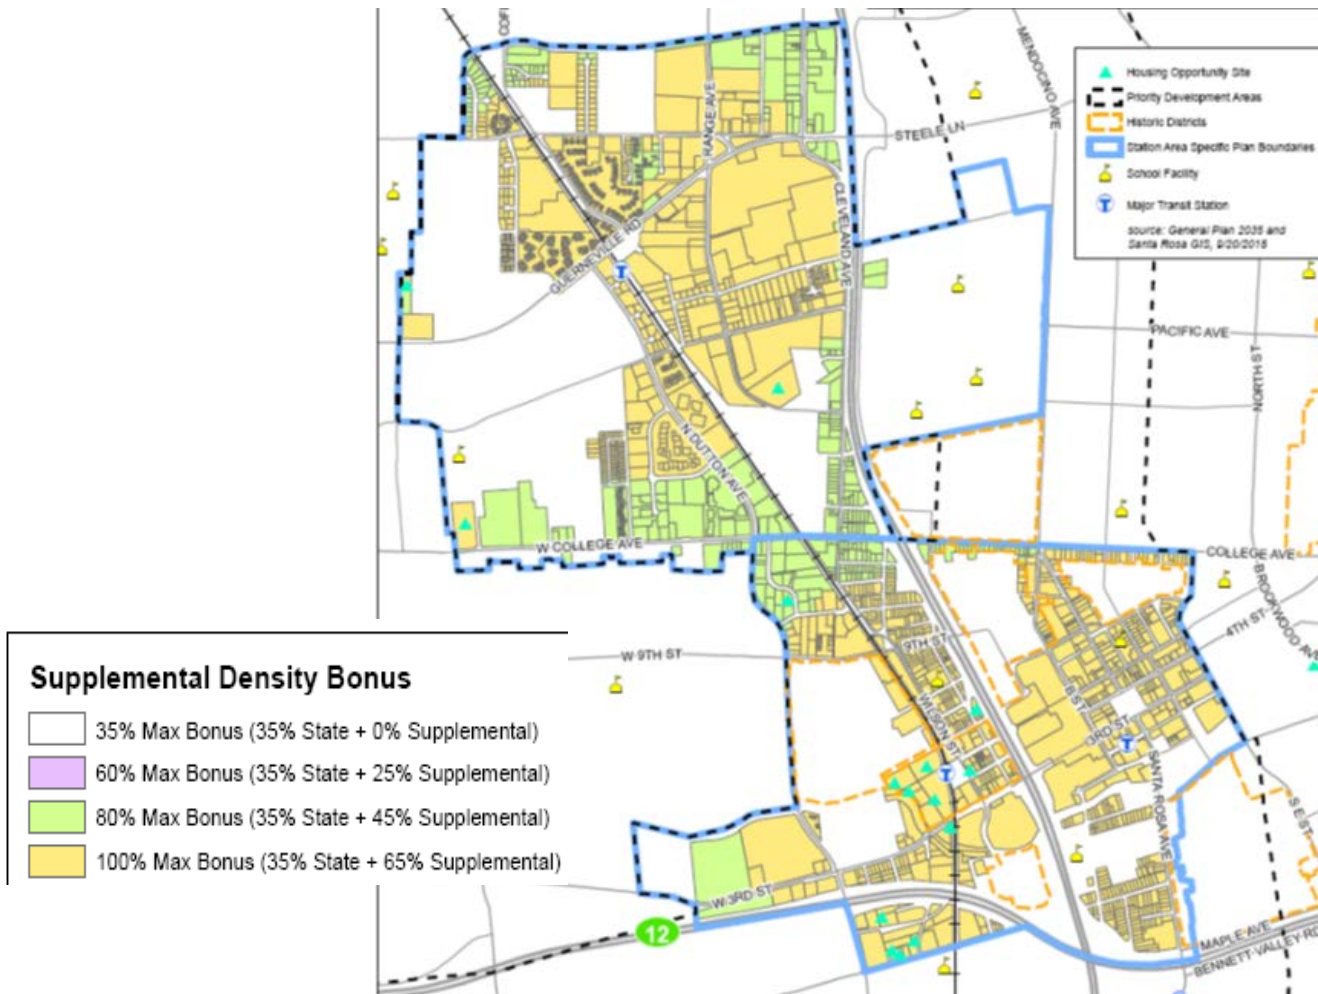 COFF
MENDOCINO AVE
Housing Opportunity Site
Priority Development Areas
Historic Districts
Station Area Specific Plan Boundaries
School Facility
Major Transit Station
source: General Plan 2035 and
Santa Rosa GIS, 9/20/2018
RANGE AVE
STEELE LN
CLEVELAND AVE
GUERNEVILLE RD
T
PACIFIC AVE
NORTH ST
N DUTTON AVE
W COLLEGE AVE
COLLEGE AVE
BROOKWOOD AVE
4TH ST
W 9TH ST
9TH ST
B ST
WILSON ST
3RD ST
T
T
SANTA ROSA AVE
S E ST
W 3RD ST
12
MAPLE AVE
BENNETT VALLEY RD
Supplemental Density Bonus
35% Max Bonus (35% State + 0% Supplemental)
60% Max Bonus (35% State + 25% Supplemental)
80% Max Bonus (35% State + 45% Supplemental)
100% Max Bonus (35% State + 65% Supplemental)